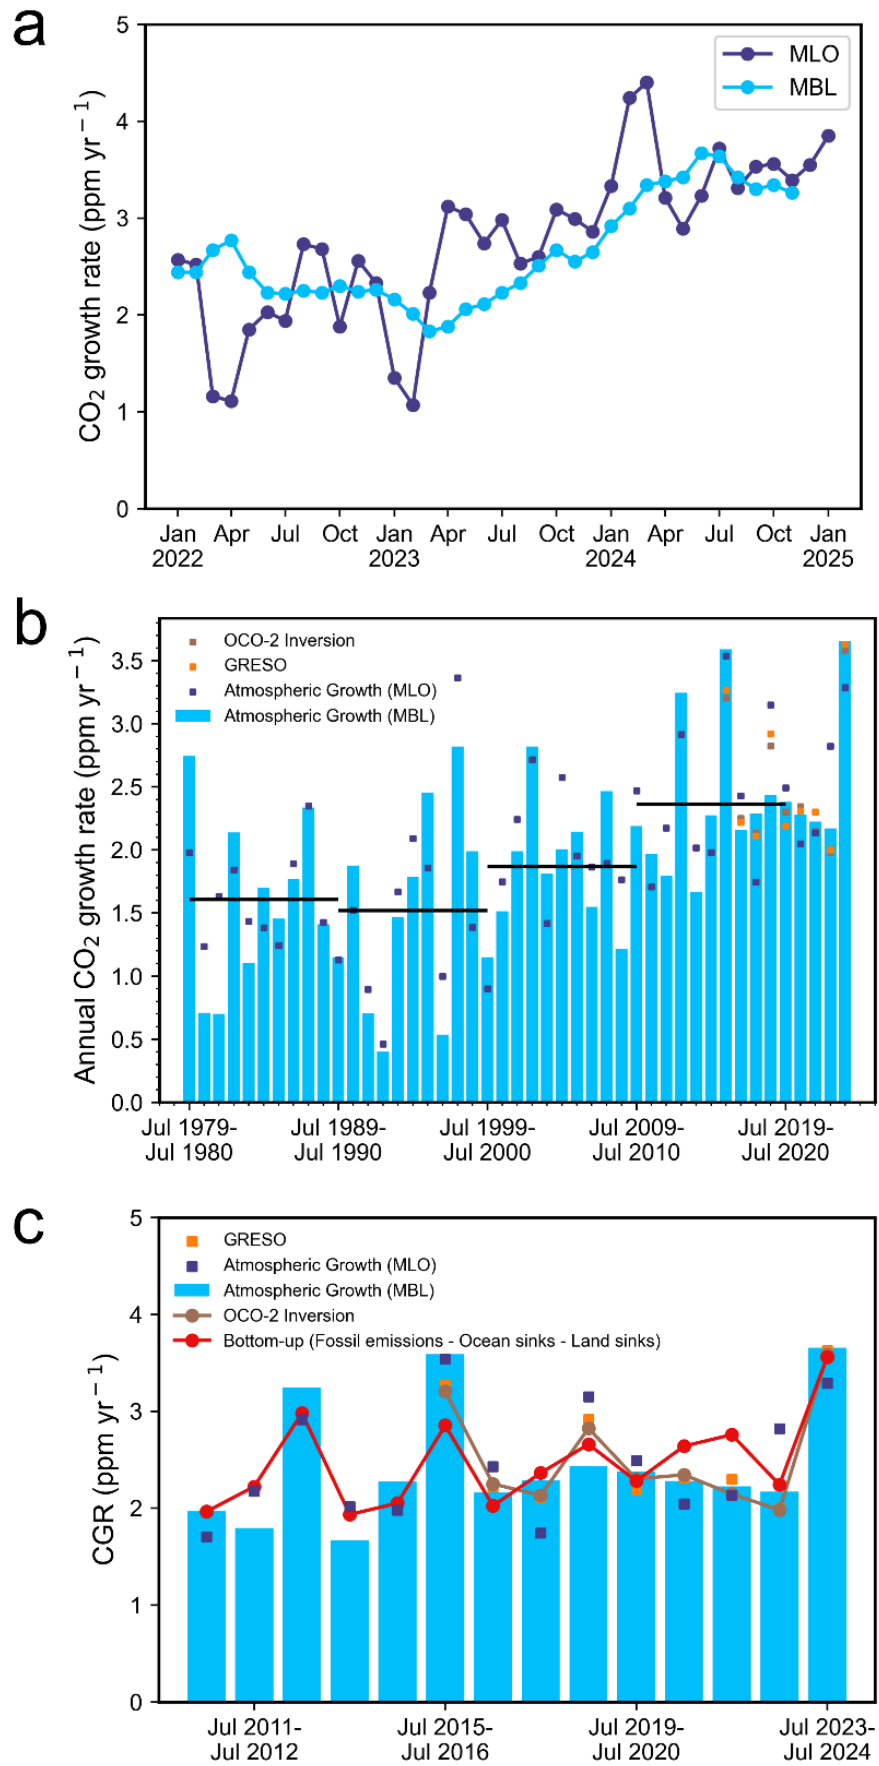 a
5
4
3
2
1
0
CO2 growth rate (ppm yr−1)
MLO
MBL
Jan Apr Jul Oct Jan Apr Jul Oct Jan Apr Jul Oct Jan
2022 2023 2024 2025
b
3.5
3.0
2.5
2.0
1.5
1.0
0.5
0.0
Annual CO2 growth rate (ppm yr−1)
OCO-2 Inversion
GRESO
Atmospheric Growth (MLO)
Atmospheric Growth (MBL)
Jul 1979- Jul 1989- Jul 1999- Jul 2009- Jul 2019-
Jul 1980 Jul 1990 Jul 2000 Jul 2010 Jul 2020
c
5
4
3
2
1
0
CGR (ppm yr−1)
GRESO
Atmospheric Growth (MLO)
Atmospheric Growth (MBL)
OCO-2 Inversion
Bottom-up (Fossil emissions - Ocean sinks - Land sinks)
Jul 2011- Jul 2015- Jul 2019- Jul 2023-
Jul 2012 Jul 2016 Jul 2020 Jul 2024